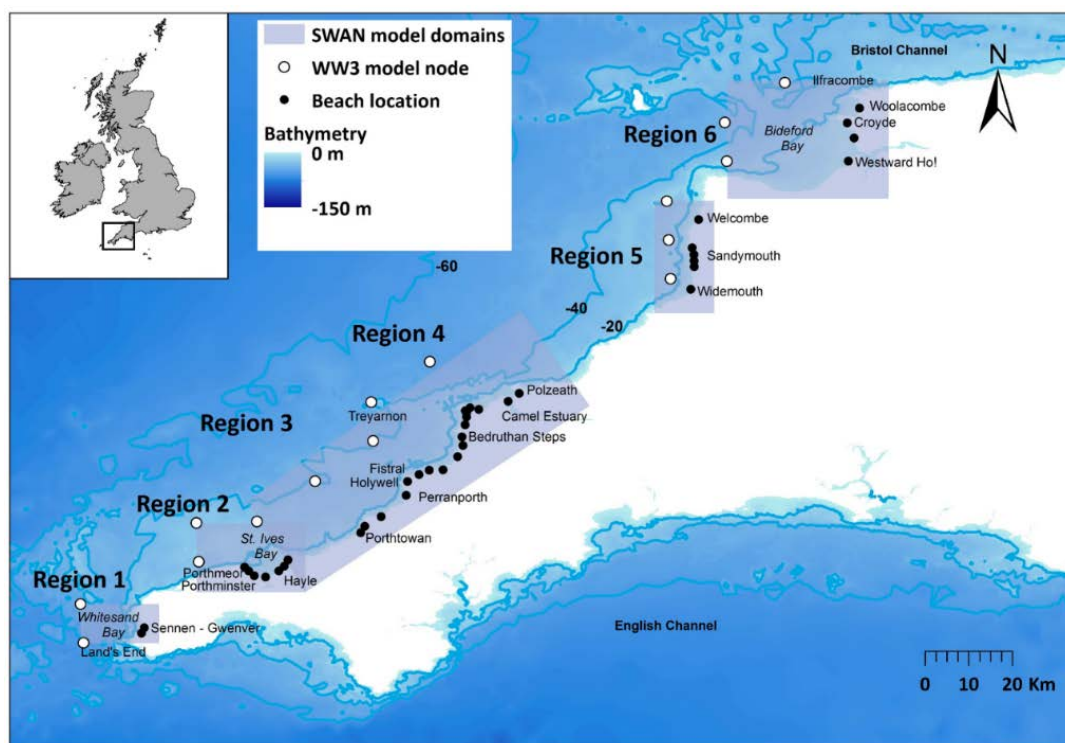 SWAN model domains
WW3 model node
Beach location
Bathymetry
0 m
-150 m
Bristol Channel
N
Ilfracombe
Woolacombe
Region 6
Croyde
Bideford
Bay
Westward Ho!
Welcombe
Region 5
Sandymouth
Widemouth
-60
-40
-20
Region 4
Polzeath
Treyarnon
Camel Estuary
Region 3
Bedruthan Steps
Fistral
Holywell
Perranporth
Region 2
St. Ives
Bay
Porthtowan
Porthmeor
Porthminster
Hayle
Region 1
Whitesand
Bay
Sennen - Gwenver
Land's End
English Channel
0 10 20 Km